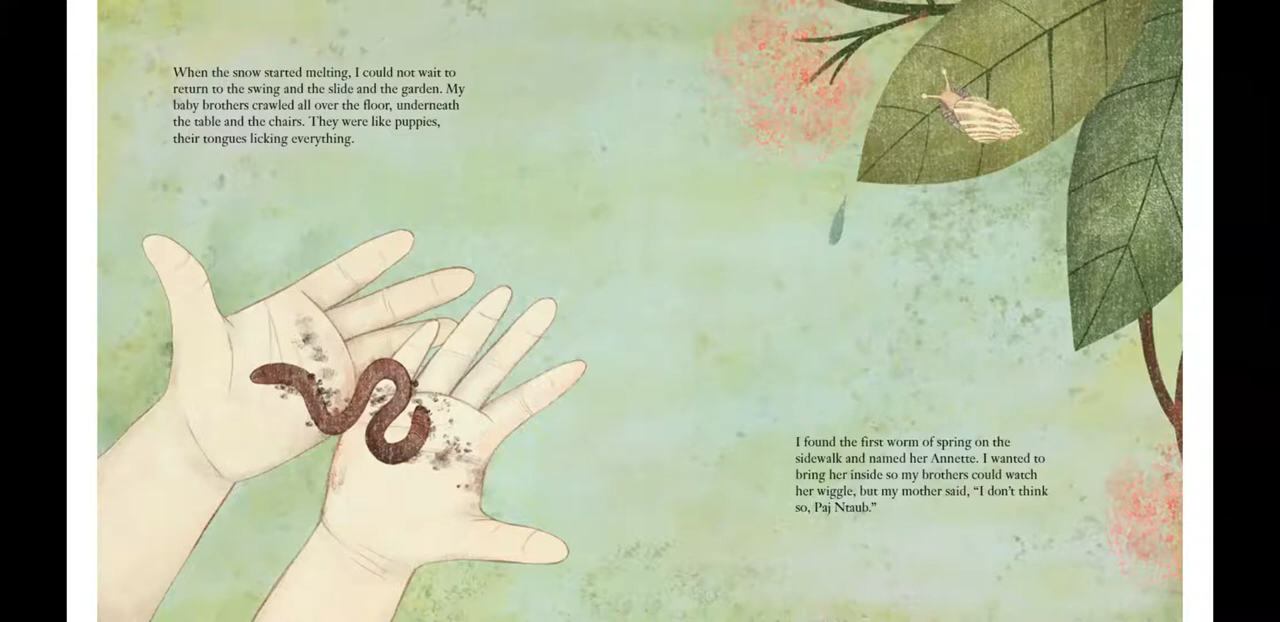 When the snow started melting, I could not wait to
return to the swing and the slide and the garden. My
baby brothers crawled all over the floor, underneath
the table and the chairs. They were like puppies,
their tongues licking everything.
I found the first worm of spring on the
sidewalk and named her Annette. I wanted to
bring her inside so my brothers could watch
her wiggle, but my mother said, “I don’t think
so, Paj Ntaub.”